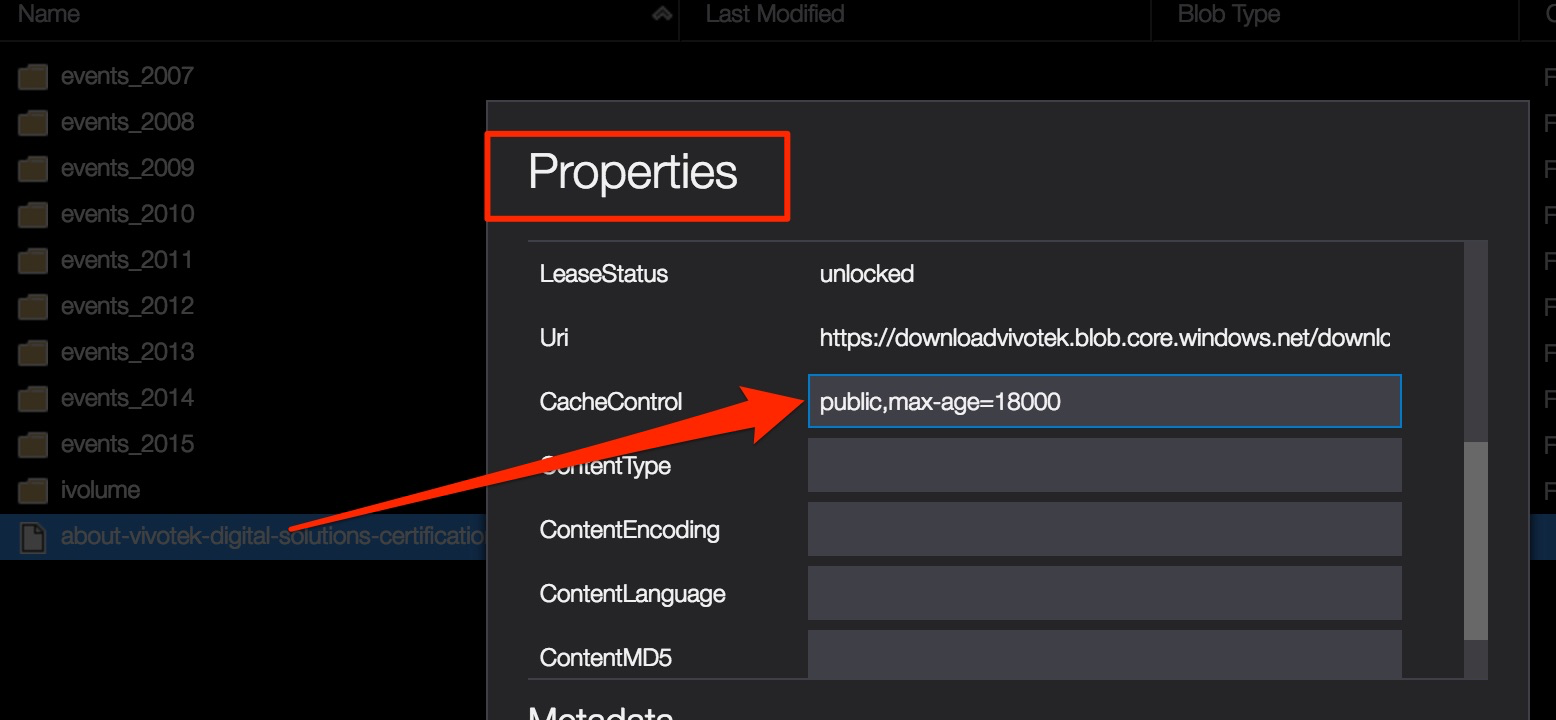 Name
Last Modified
Blob Type
events_2007
events_2008
events_2009
events_2010
events_2011
events_2012
events_2013
events_2014
events_2015
ivolume
about-vivotek-digital-solutions-certificatio
Properties
LeaseStatus unlocked
Uri https://downloadvivotek.blob.core.windows.net/downlo
CacheControl public,max-age=18000
ContentType
ContentEncoding
ContentLanguage
ContentMD5
Metadata